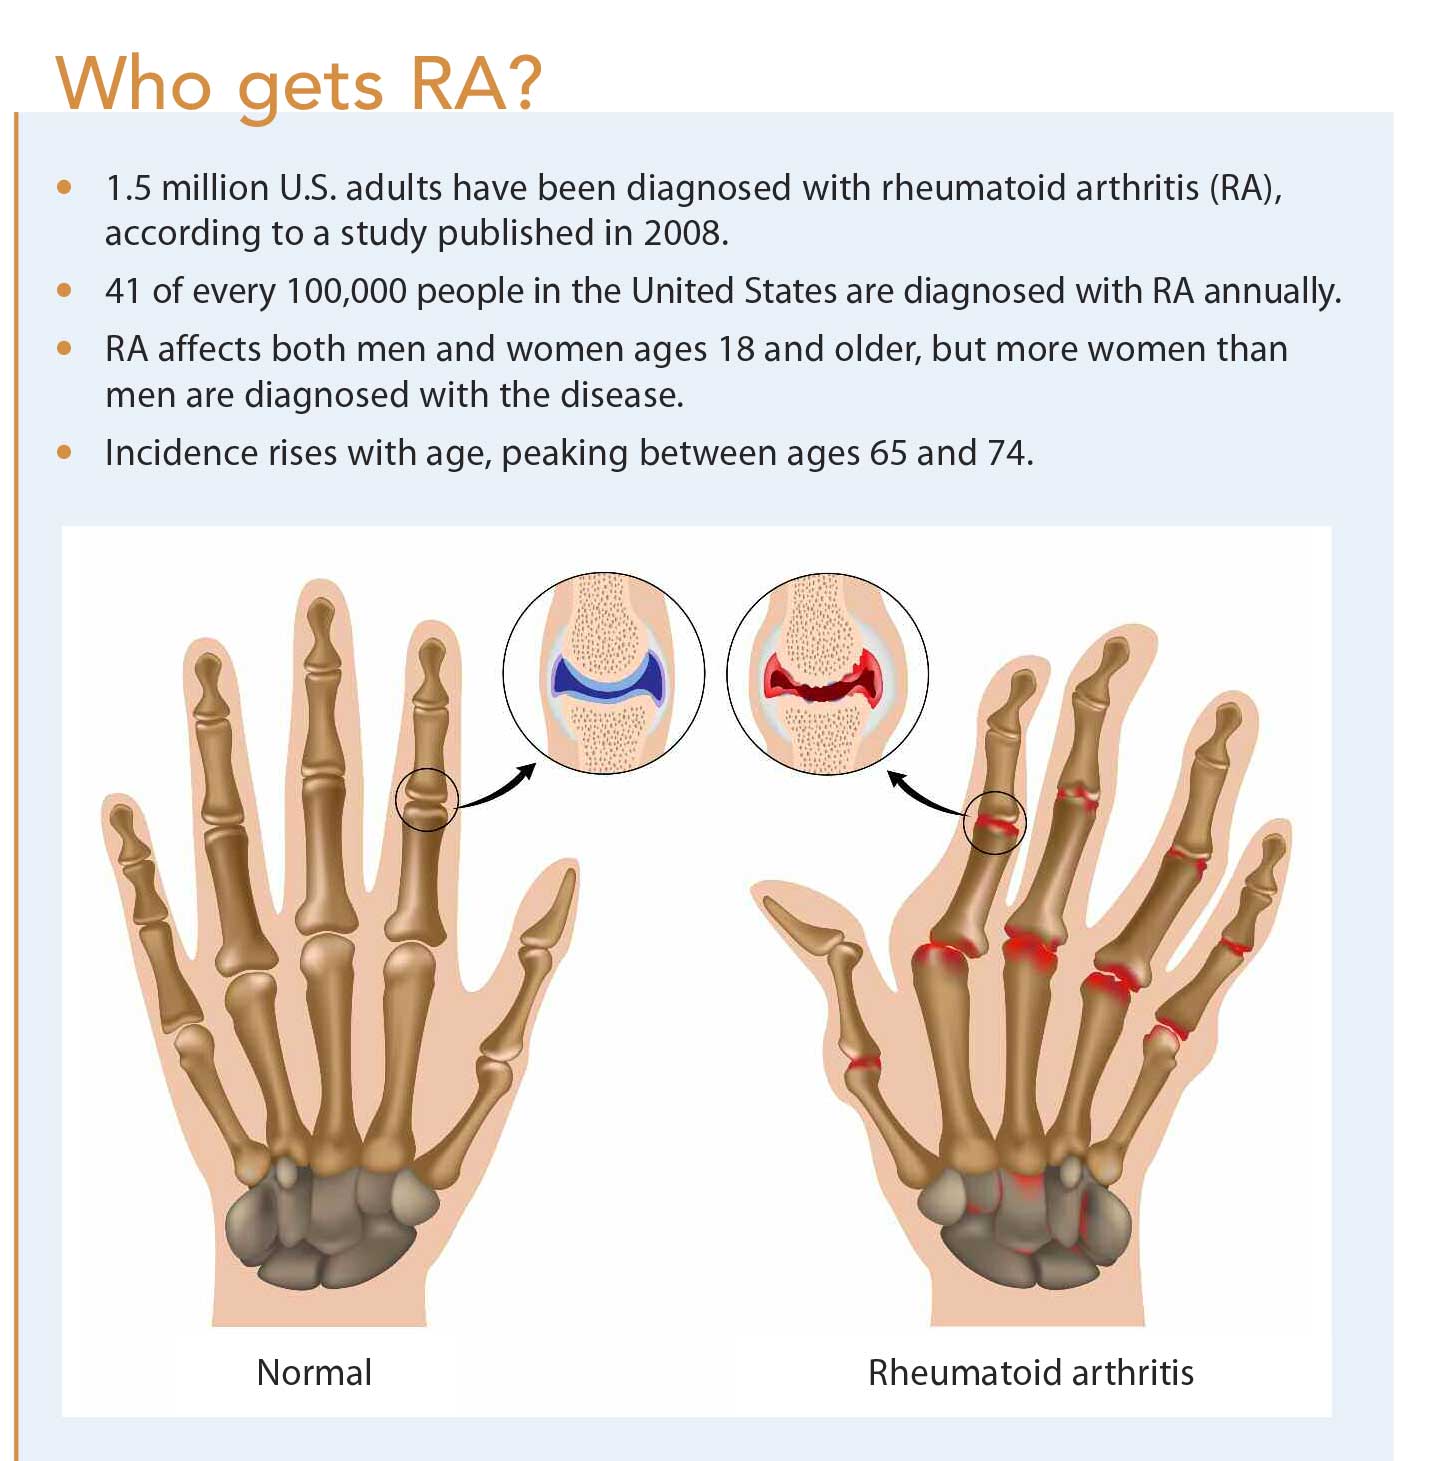 Who gets RA?
• 1.5 million U.S. adults have been diagnosed with rheumatoid arthritis (RA),
according to a study published in 2008.
• 41 of every 100,000 people in the United States are diagnosed with RA annually.
• RA affects both men and women ages 18 and older, but more women than
men are diagnosed with the disease.
• Incidence rises with age, peaking between ages 65 and 74.
Normal
Rheumatoid arthritis